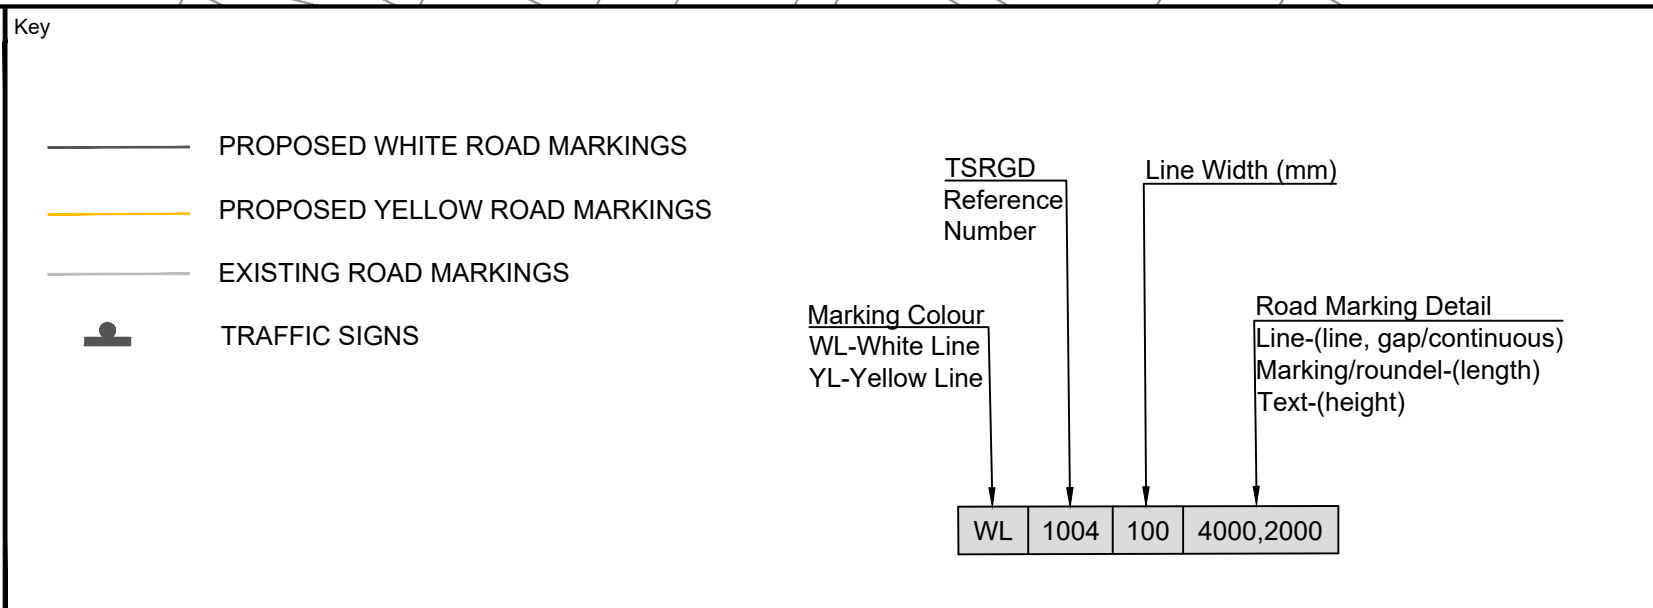 Key
PROPOSED WHITE ROAD MARKINGS
PROPOSED YELLOW ROAD MARKINGS
EXISTING ROAD MARKINGS
TRAFFIC SIGNS
TSRGD
Reference
Number
Line Width (mm)
Marking Colour
WL-White Line
YL-Yellow Line
Road Marking Detail
Line-(line, gap/continuous)
Marking/roundel-(length)
Text-(height)
WL 1004 100 4000,2000